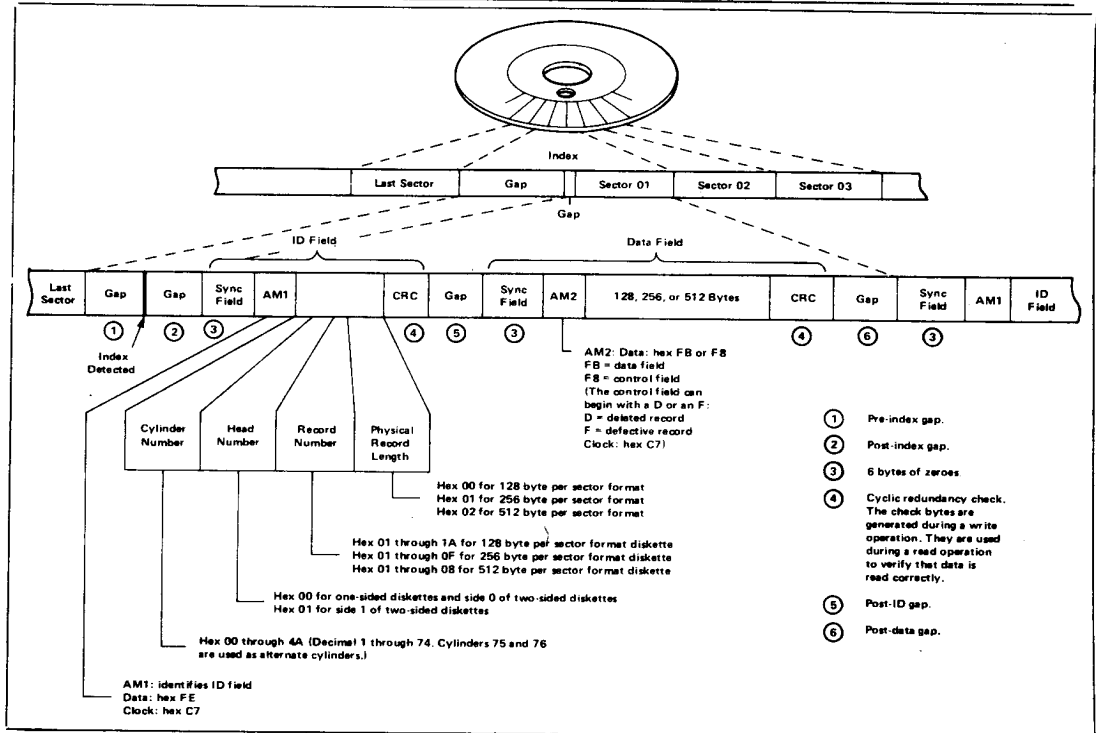 Index
Last Sector
Gap
Sector 01
Sector 02
Sector 03
Gap
ID Field
Data Field
Last Sector
Gap
Gap
Sync Field
AM1
CRC
Gap
Sync Field
AM2
128, 256, or 512 Bytes
CRC
Gap
Sync Field
AM1
ID Field
1
2
3
4
5
3
4
6
3
Index
Detected
AM2: Data: hex FB or F8
FB = data field
F8 = control field
(The control field can
begin with a D or an F:
D = deleted record
F = defective record
Clock: hex C7)
Cylinder Number
Head Number
Record Number
Physical Record Length
Hex 00 for 128 byte per sector format
Hex 01 for 256 byte per sector format
Hex 02 for 512 byte per sector format
Hex 01 through 1A for 128 byte per sector format diskette
Hex 01 through 0F for 256 byte per sector format diskette
Hex 01 through 08 for 512 byte per sector format diskette
Hex 00 for one-sided diskettes and side 0 of two-sided diskettes
Hex 01 for side 1 of two-sided diskettes
Hex 00 through 4A (Decimal 1 through 74. Cylinders 75 and 76
are used as alternate cylinders.)
AM1: identifies ID field
Data: hex FE
Clock: hex C7
1 Pre-index gap.
2 Post-index gap.
3 6 bytes of zeroes.
4 Cyclic redundancy check.
The check bytes are
generated during a write
operation. They are used
during a read operation
to verify that data is
read correctly.
5 Post-ID gap.
6 Post-data gap.